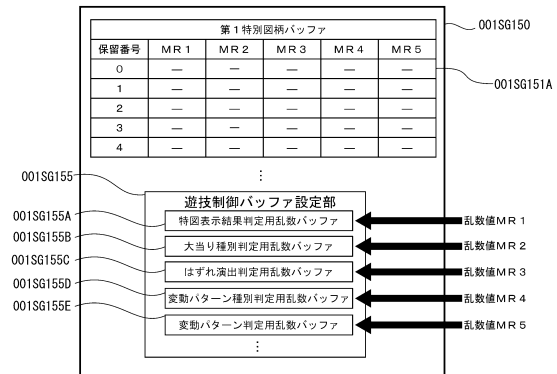 001SG150
第1特別図柄バッファ
保留番号 MR1 MR2 MR3 MR4 MR5
0 ― ― ― ― ―
1 ― ― ― ― ―
2 ― ― ― ― ―
3 ― ― ― ― ―
4 ― ― ― ― ―
001SG151A
⋮
001SG155
遊技制御バッファ設定部
001SG155A 特図表示結果判定用乱数バッファ 乱数値MR1
001SG155B 大当り種別判定用乱数バッファ 乱数値MR2
001SG155C はずれ演出判定用乱数バッファ 乱数値MR3
001SG155D 変動パターン種別判定用乱数バッファ 乱数値MR4
001SG155E 変動パターン判定用乱数バッファ 乱数値MR5
⋮